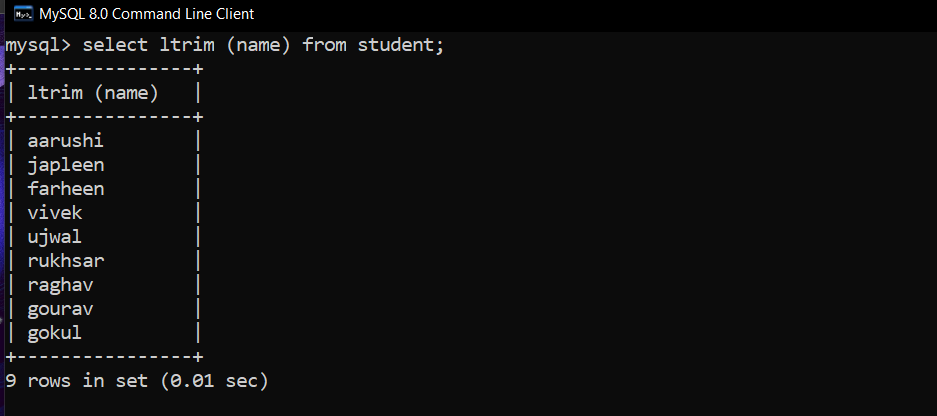 MySQL 8.0 Command Line Client
mysql> select ltrim (name) from student;
+----------------+
| ltrim (name)   |
+----------------+
| aarushi        |
| japleen        |
| farheen        |
| vivek          |
| ujwal          |
| rukhsar        |
| raghav         |
| gourav         |
| gokul          |
+----------------+
9 rows in set (0.01 sec)